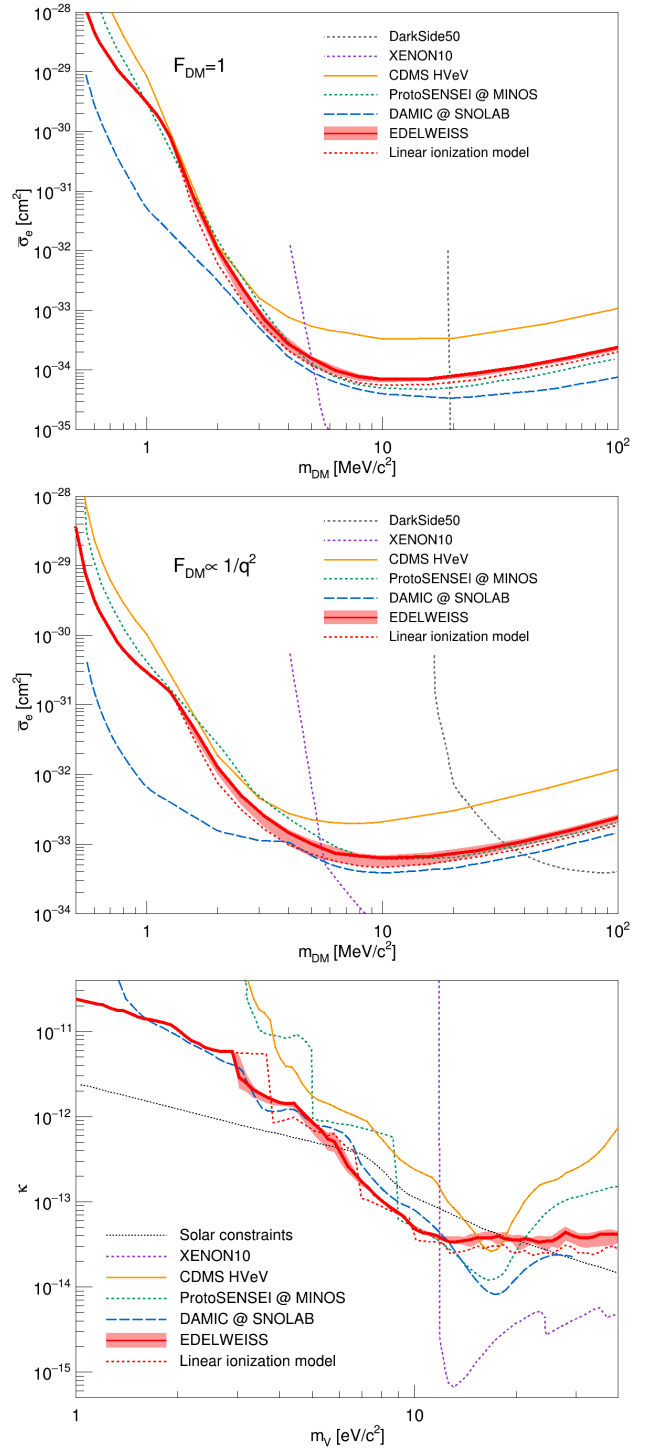 10⁻²⁸
10⁻²⁹
10⁻³⁰
10⁻³¹
10⁻³²
10⁻³³
10⁻³⁴
10⁻³⁵
σ̅ₑ [cm²]
F_DM=1
DarkSide50
XENON10
CDMS HVeV
ProtoSENSEI @ MINOS
DAMIC @ SNOLAB
EDELWEISS
Linear ionization model
1 10 10²
m_DM [MeV/c²]
10⁻²⁸
10⁻²⁹
10⁻³⁰
10⁻³¹
10⁻³²
10⁻³³
10⁻³⁴
σ̅ₑ [cm²]
F_DM∝ 1/q²
DarkSide50
XENON10
CDMS HVeV
ProtoSENSEI @ MINOS
DAMIC @ SNOLAB
EDELWEISS
Linear ionization model
1 10 10²
m_DM [MeV/c²]
10⁻¹¹
10⁻¹²
10⁻¹³
10⁻¹⁴
10⁻¹⁵
κ
Solar constraints
XENON10
CDMS HVeV
ProtoSENSEI @ MINOS
DAMIC @ SNOLAB
EDELWEISS
Linear ionization model
1 10
m_V [eV/c²]